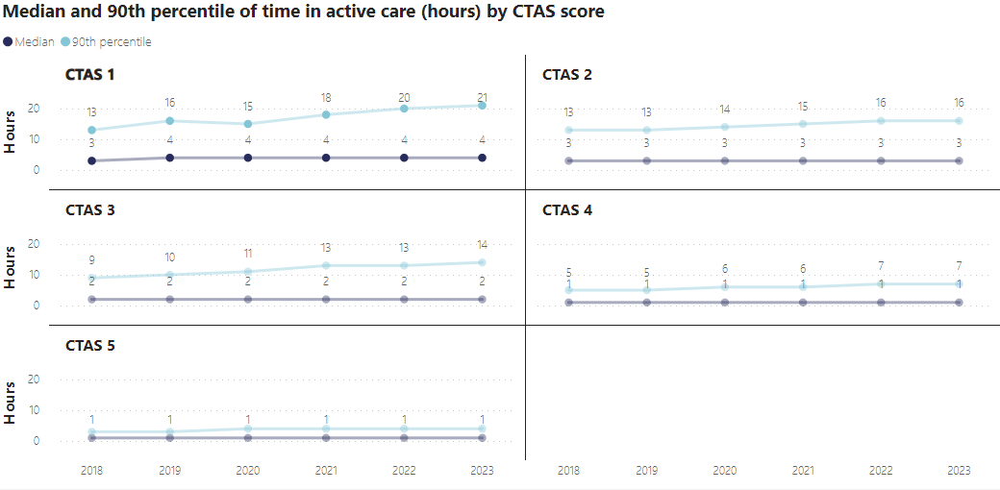 Median and 90th percentile of time in active care (hours) by CTAS score
Median 90th percentile
CTAS 1
Hours
20
10
0
13 16 15 18 20 21
3 4 4 4 4 4
CTAS 2
13 13 14 15 16 16
3 3 3 3 3 3
CTAS 3
Hours
20
10
0
9 10 11 13 13 14
2 2 2 2 2 2
CTAS 4
5 5 6 6 7 7
1 1 1 1 1 1
CTAS 5
Hours
20
10
0
1 1 1 1 1 1
2018 2019 2020 2021 2022 2023
2018 2019 2020 2021 2022 2023